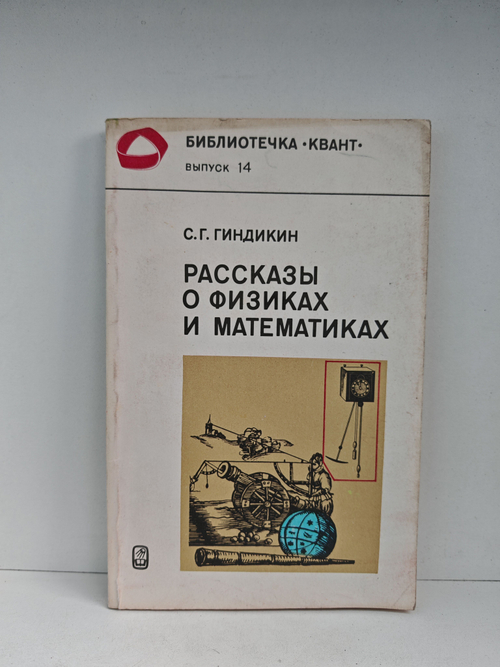 БИБЛИОТЕЧКА •КВАНТ•
ВЫПУСК 14
С.Г. ГИНДИКИН
РАССКАЗЫ
О ФИЗИКАХ
И МАТЕМАТИКАХ